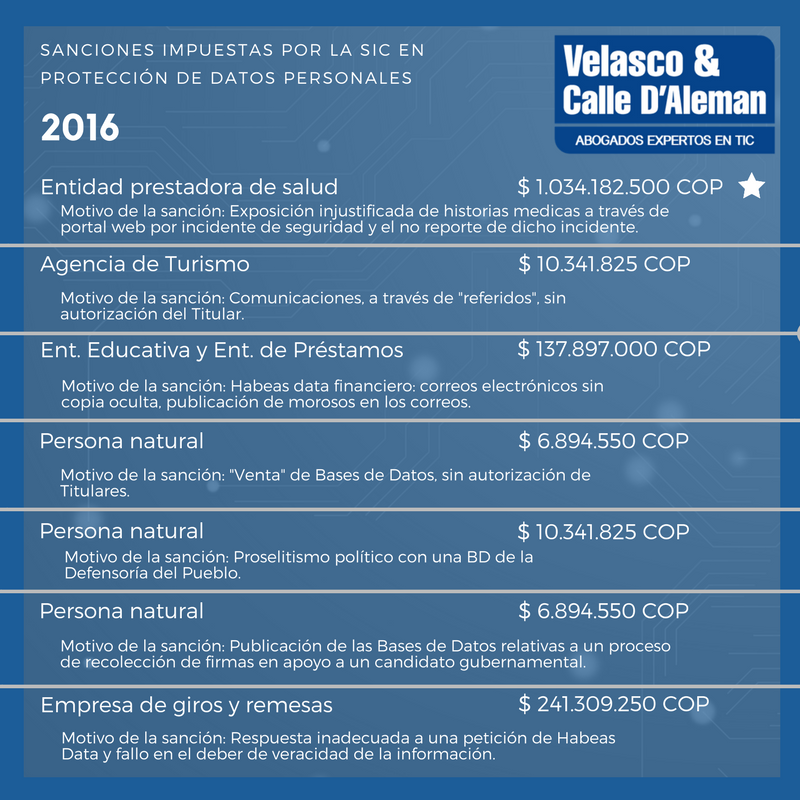 SANCIONES IMPUESTAS POR LA SIC EN
PROTECCIÓN DE DATOS PERSONALES
2016
Velasco &
Calle D'Aleman
ABOGADOS EXPERTOS EN TIC
Entidad prestadora de salud $ 1.034.182.500 COP
Motivo de la sanción: Exposición injustificada de historias medicas a través de
portal web por incidente de seguridad y el no reporte de dicho incidente.
Agencia de Turismo $ 10.341.825 COP
Motivo de la sanción: Comunicaciones, a través de "referidos", sin
autorización del Titular.
Ent. Educativa y Ent. de Préstamos $ 137.897.000 COP
Motivo de la sanción: Habeas data financiero: correos electrónicos sin
copia oculta, publicación de morosos en los correos.
Persona natural $ 6.894.550 COP
Motivo de la sanción: "Venta" de Bases de Datos, sin autorización de
Titulares.
Persona natural $ 10.341.825 COP
Motivo de la sanción: Proselitismo político con una BD de la
Defensoría del Pueblo.
Persona natural $ 6.894.550 COP
Motivo de la sanción: Publicación de las Bases de Datos relativas a un proceso
de recolección de firmas en apoyo a un candidato gubernamental.
Empresa de giros y remesas $ 241.309.250 COP
Motivo de la sanción: Respuesta inadecuada a una petición de Habeas
Data y fallo en el deber de veracidad de la información.